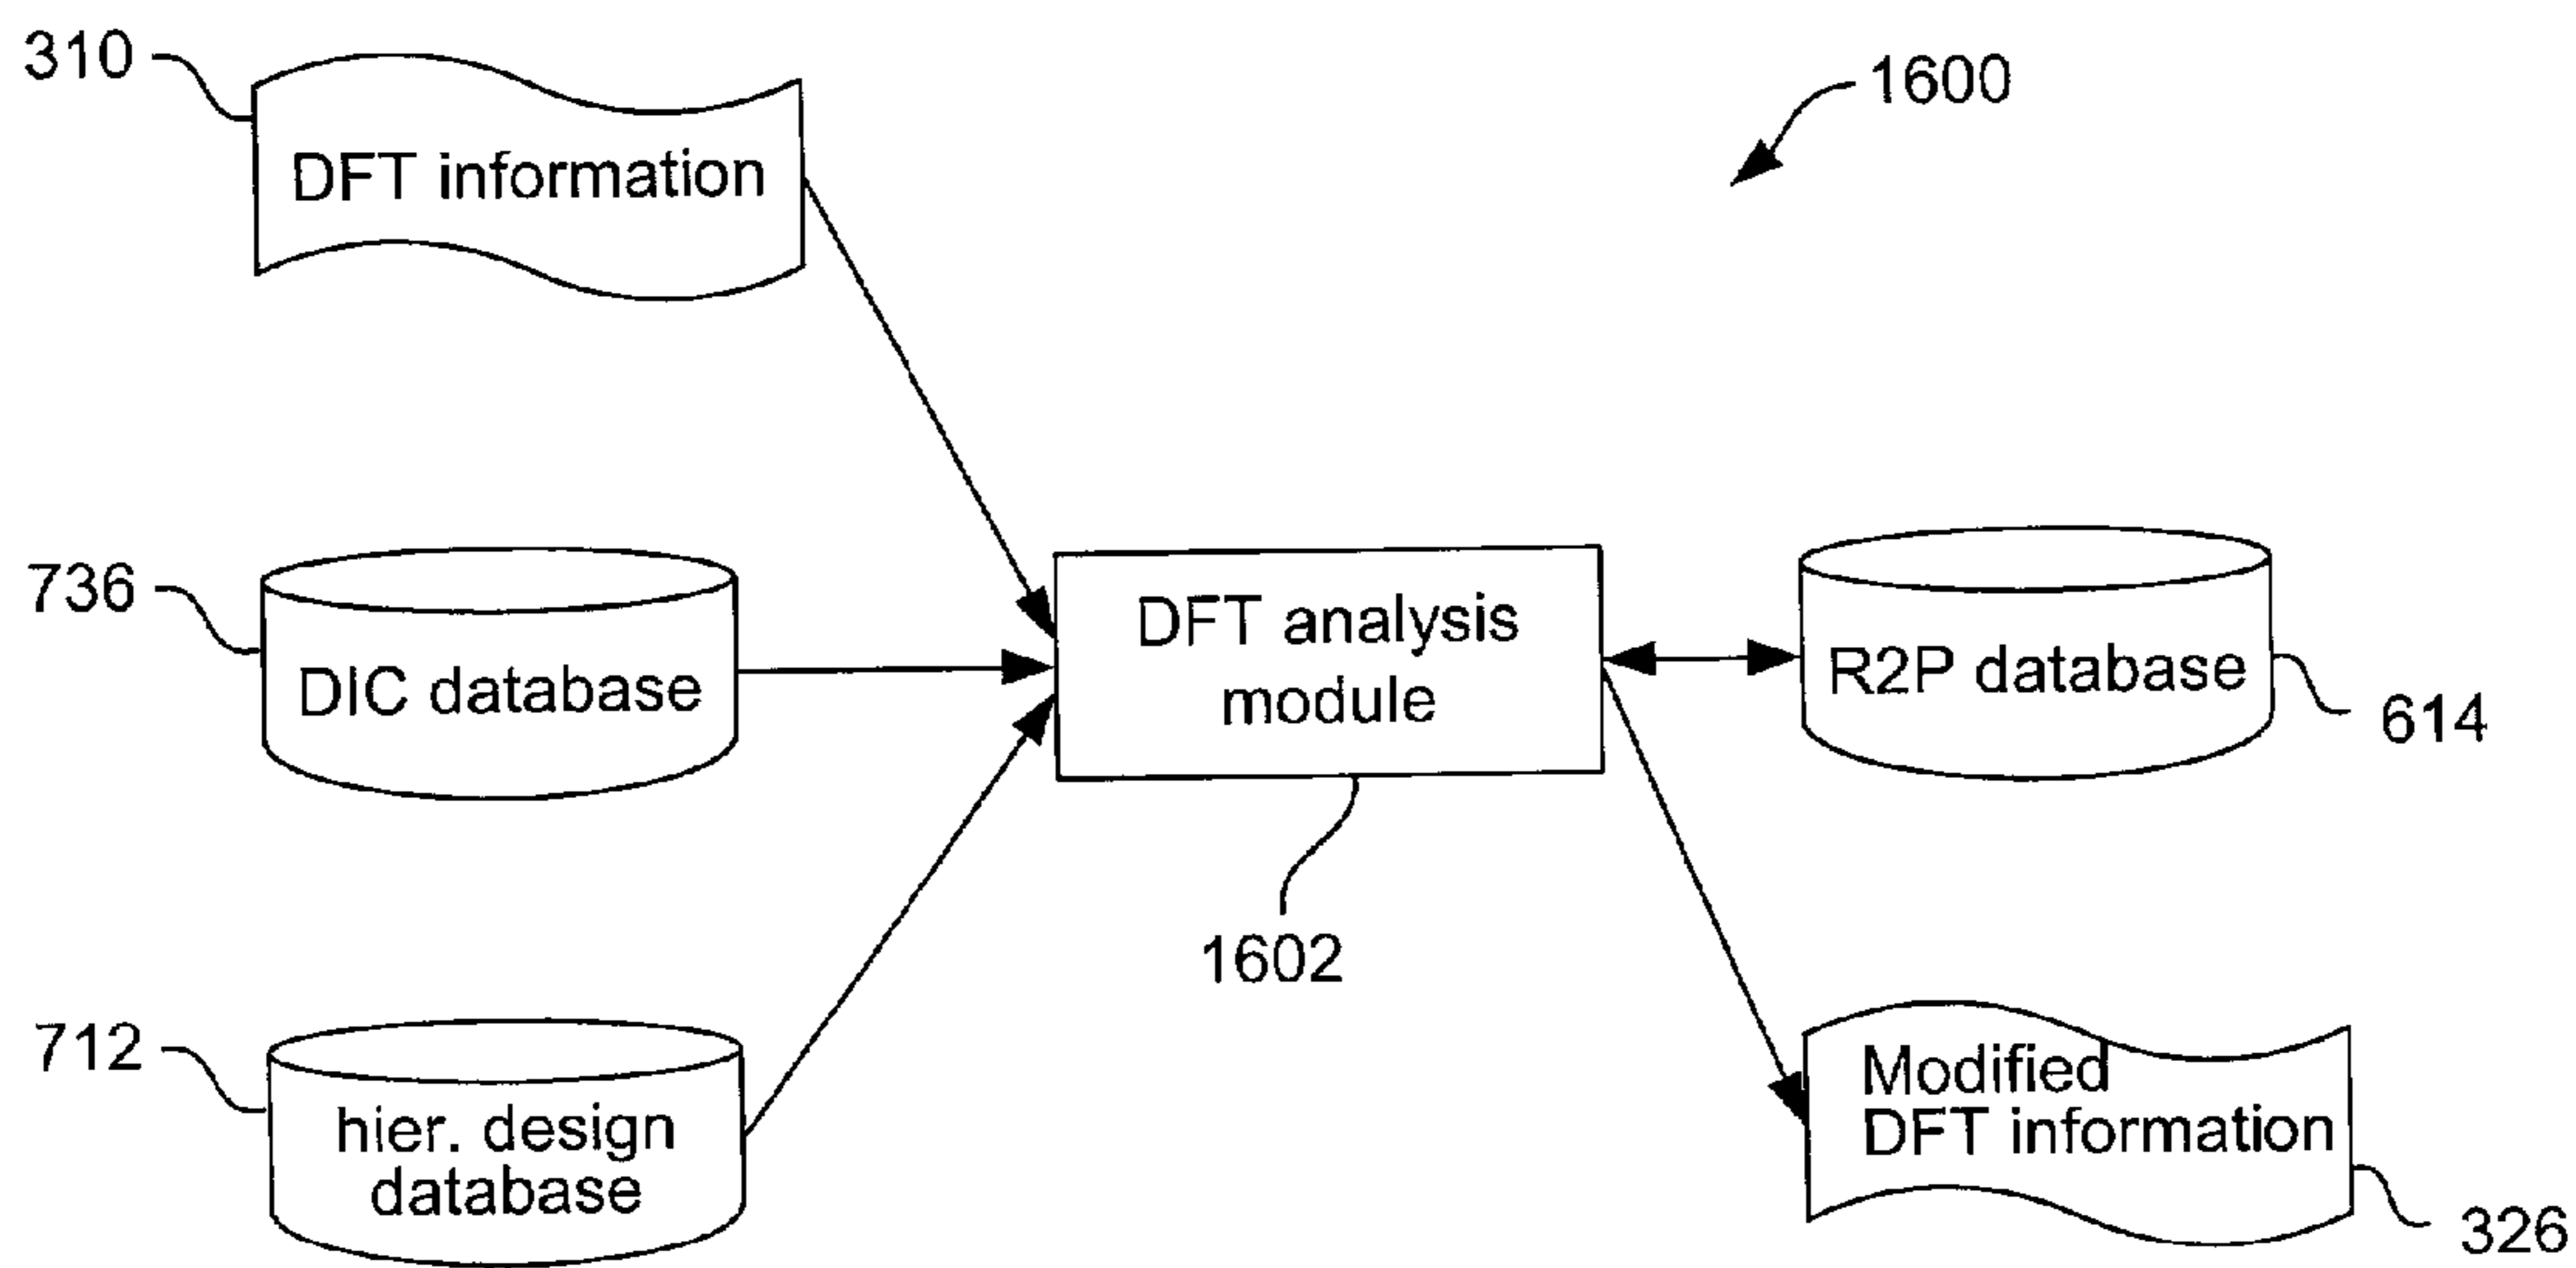 310
1600
DFT information
736
DIC database
DFT analysis
module
R2P database
614
1602
712
hier. design
database
Modified
DFT information
326